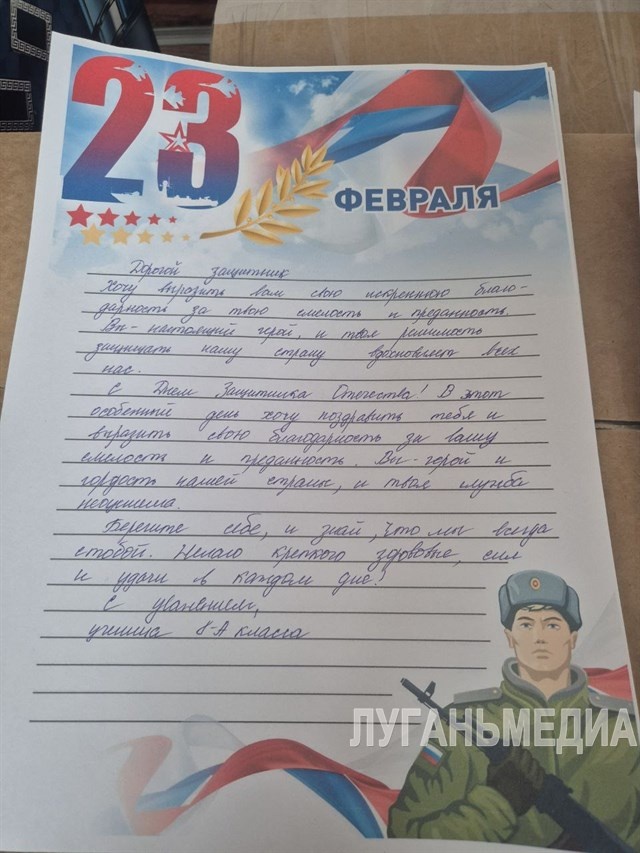 23
ФЕВРАЛЯ
Дорогой защитник
Хочу выразить вам свою искреннюю благо-
дарность за твою смелость и преданность.
Вы - настоящий герой, и твоя решимость
защищать нашу страну вдохновляет всех
нас.
С Днем Защитника Отечества! В этот
особенный день хочу поздравить тебя и
выразить свою благодарность за вашу
смелость и преданность. Вы - герой и
гордость нашей страны, и твоя служба
неоценима.
Берегите себе, и знай, что мы всегда
стобой. Желаю крепкого здоровье, сил
и удачи в каждом дне!
С уважением,
ученица 8-А класса
ЛУГАНЬМЕДИА